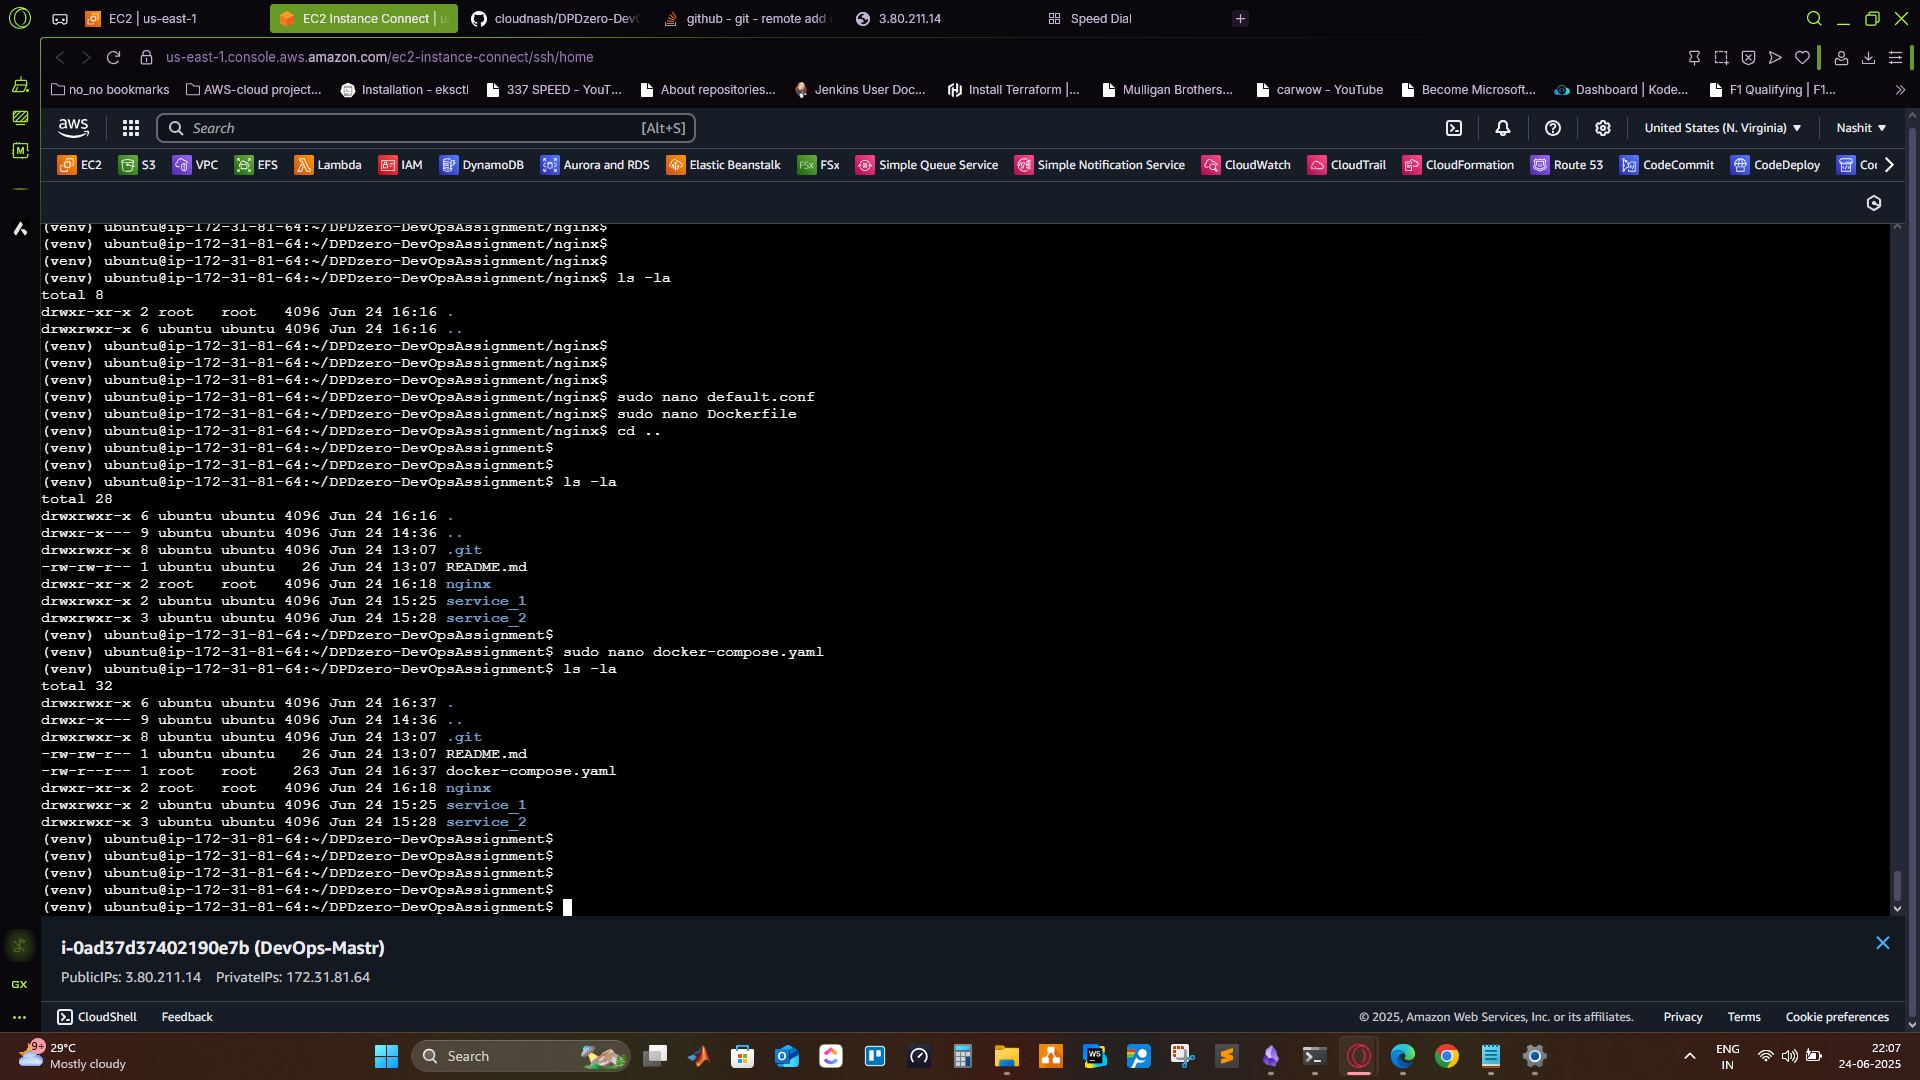 EC2 | us-east-1
EC2 Instance Connect | u
cloudnash/DPDzero-DevO
github - git - remote add o
3.80.211.14
Speed Dial
us-east-1.console.aws.amazon.com/ec2-instance-connect/ssh/home
no_no bookmarks
AWS-cloud project...
Installation - eksctl
337 SPEED - YouT...
About repositories...
Jenkins User Doc...
Install Terraform |...
Mulligan Brothers...
carwow - YouTube
Become Microsoft...
Dashboard | Kode...
F1 Qualifying | F1...
aws
Search
[Alt+S]
United States (N. Virginia)
Nashit
EC2
S3
VPC
EFS
Lambda
IAM
DynamoDB
Aurora and RDS
Elastic Beanstalk
FSx
Simple Queue Service
Simple Notification Service
CloudWatch
CloudTrail
CloudFormation
Route 53
CodeCommit
CodeDeploy
(venv) ubuntu@ip-172-31-81-64:~/DPDzero-DevOpsAssignment/nginx$
(venv) ubuntu@ip-172-31-81-64:~/DPDzero-DevOpsAssignment/nginx$
(venv) ubuntu@ip-172-31-81-64:~/DPDzero-DevOpsAssignment/nginx$
(venv) ubuntu@ip-172-31-81-64:~/DPDzero-DevOpsAssignment/nginx$ ls -la
total 8
drwxr-xr-x 2 root   root   4096 Jun 24 16:16 .
drwxrwxr-x 6 ubuntu ubuntu 4096 Jun 24 16:16 ..
(venv) ubuntu@ip-172-31-81-64:~/DPDzero-DevOpsAssignment/nginx$
(venv) ubuntu@ip-172-31-81-64:~/DPDzero-DevOpsAssignment/nginx$
(venv) ubuntu@ip-172-31-81-64:~/DPDzero-DevOpsAssignment/nginx$
(venv) ubuntu@ip-172-31-81-64:~/DPDzero-DevOpsAssignment/nginx$ sudo nano default.conf
(venv) ubuntu@ip-172-31-81-64:~/DPDzero-DevOpsAssignment/nginx$ sudo nano Dockerfile
(venv) ubuntu@ip-172-31-81-64:~/DPDzero-DevOpsAssignment/nginx$ cd ..
(venv) ubuntu@ip-172-31-81-64:~/DPDzero-DevOpsAssignment$
(venv) ubuntu@ip-172-31-81-64:~/DPDzero-DevOpsAssignment$
(venv) ubuntu@ip-172-31-81-64:~/DPDzero-DevOpsAssignment$ ls -la
total 28
drwxrwxr-x 6 ubuntu ubuntu 4096 Jun 24 16:16 .
drwxr-x--- 9 ubuntu ubuntu 4096 Jun 24 14:36 ..
drwxrwxr-x 8 ubuntu ubuntu 4096 Jun 24 13:07 .git
-rw-rw-r-- 1 ubuntu ubuntu   26 Jun 24 13:07 README.md
drwxr-xr-x 2 root   root   4096 Jun 24 16:18 nginx
drwxrwxr-x 2 ubuntu ubuntu 4096 Jun 24 15:25 service_1
drwxrwxr-x 3 ubuntu ubuntu 4096 Jun 24 15:28 service_2
(venv) ubuntu@ip-172-31-81-64:~/DPDzero-DevOpsAssignment$
(venv) ubuntu@ip-172-31-81-64:~/DPDzero-DevOpsAssignment$ sudo nano docker-compose.yaml
(venv) ubuntu@ip-172-31-81-64:~/DPDzero-DevOpsAssignment$ ls -la
total 32
drwxrwxr-x 6 ubuntu ubuntu 4096 Jun 24 16:37 .
drwxr-x--- 9 ubuntu ubuntu 4096 Jun 24 14:36 ..
drwxrwxr-x 8 ubuntu ubuntu 4096 Jun 24 13:07 .git
-rw-rw-r-- 1 ubuntu ubuntu   26 Jun 24 13:07 README.md
-rw-r--r-- 1 root   root    263 Jun 24 16:37 docker-compose.yaml
drwxr-xr-x 2 root   root   4096 Jun 24 16:18 nginx
drwxrwxr-x 2 ubuntu ubuntu 4096 Jun 24 15:25 service_1
drwxrwxr-x 3 ubuntu ubuntu 4096 Jun 24 15:28 service_2
(venv) ubuntu@ip-172-31-81-64:~/DPDzero-DevOpsAssignment$
(venv) ubuntu@ip-172-31-81-64:~/DPDzero-DevOpsAssignment$
(venv) ubuntu@ip-172-31-81-64:~/DPDzero-DevOpsAssignment$
(venv) ubuntu@ip-172-31-81-64:~/DPDzero-DevOpsAssignment$
(venv) ubuntu@ip-172-31-81-64:~/DPDzero-DevOpsAssignment$
i-0ad37d37402190e7b (DevOps-Mastr)
PublicIPs: 3.80.211.14 PrivateIPs: 172.31.81.64
GX
CloudShell
Feedback
© 2025, Amazon Web Services, Inc. or its affiliates.
Privacy
Terms
Cookie preferences
9+
29°C
Mostly cloudy
Search
WS
ENG
IN
22:07
24-06-2025